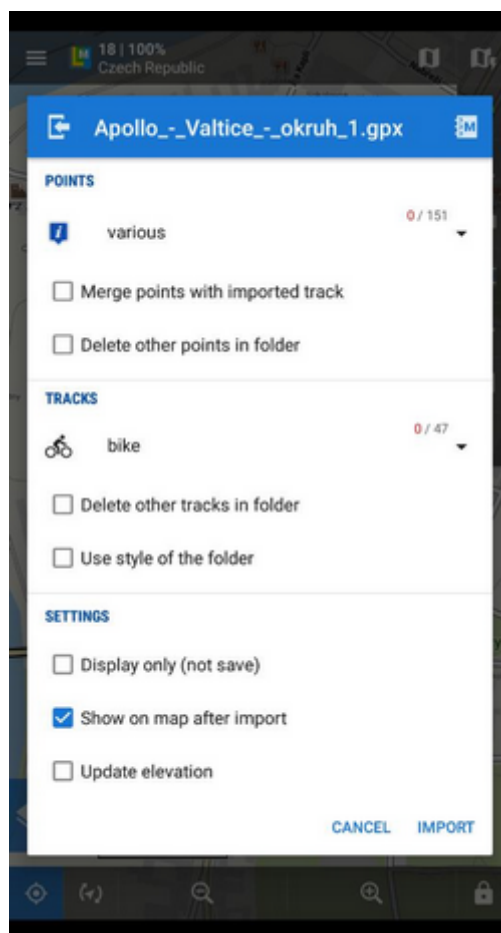 18 | 100%
Czech Republic
Apollo_-_Valtice_-_okruh_1.gpx
POINTS
0 / 151
various
Merge points with imported track
Delete other points in folder
TRACKS
0 / 47
bike
Delete other tracks in folder
Use style of the folder
SETTINGS
Display only (not save)
Show on map after import
Update elevation
CANCEL IMPORT